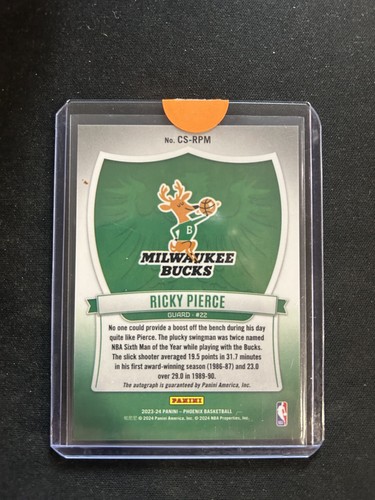 No. CS-RPM
B
MILWAUKEE
BUCKS
RICKY PIERCE
GUARD · #22
No one could provide a boost off the bench during his day
quite like Pierce. The plucky swingman was twice named
NBA Sixth Man of the Year while playing with the Bucks.
The slick shooter averaged 19.5 points in 31.7 minutes
in his first award-winning season (1986-87) and 23.0
over 29.0 in 1989-90.
The autograph is guaranteed by Panini America, Inc.
PANINI
2023-24 PANINI - PHOENIX BASKETBALL
© 2024 Panini America, Inc. © 2024 NBA Properties, Inc.